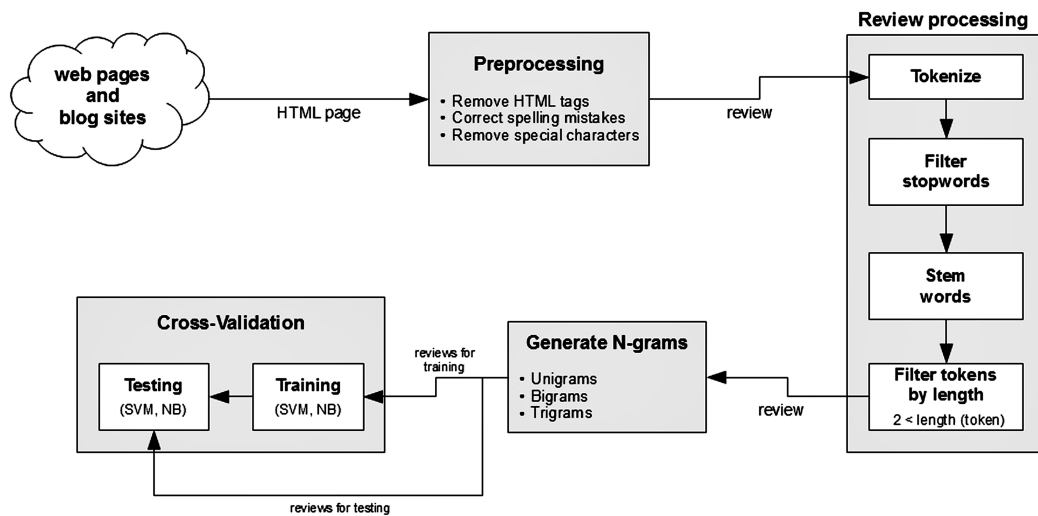 web pages
and
blog sites
HTML page
Preprocessing
• Remove HTML tags
• Correct spelling mistakes
• Remove special characters
review
Review processing
Tokenize
Filter
stopwords
Stem
words
Filter tokens
by length
2 < length (token)
review
Generate N-grams
• Unigrams
• Bigrams
• Trigrams
reviews for
training
Cross-Validation
Training
(SVM, NB)
Testing
(SVM, NB)
reviews for testing